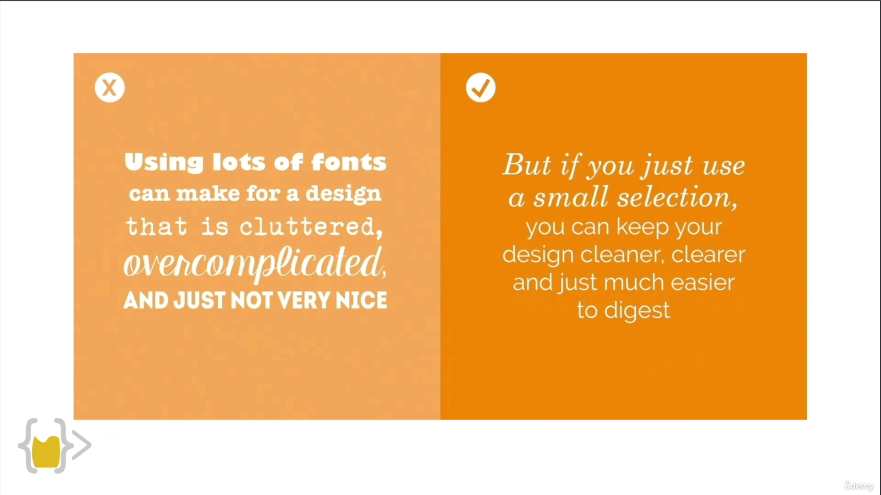 X
Using lots of fonts
can make for a design
that is cluttered,
overcomplicated,
AND JUST NOT VERY NICE
But if you just use
a small selection,
you can keep your
design cleaner, clearer
and just much easier
to digest
Udemy